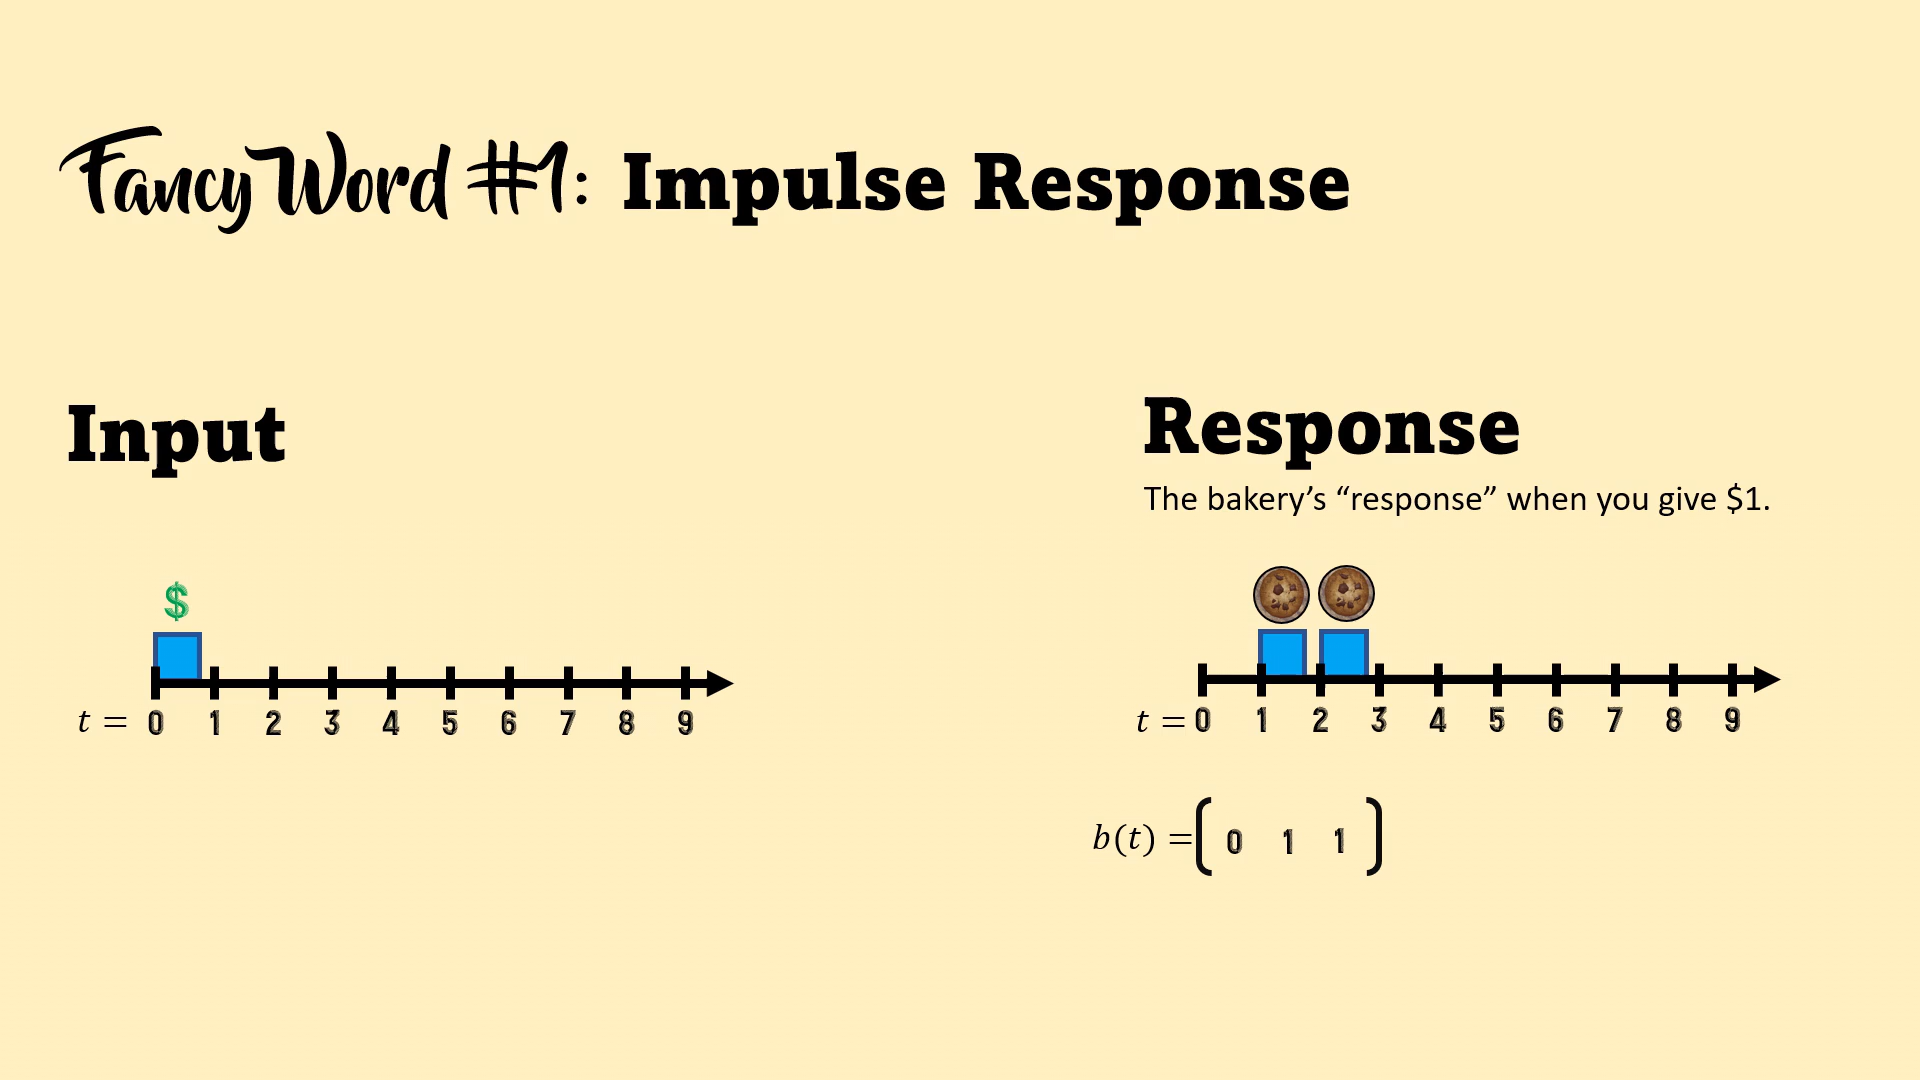 Fancy Word #1: Impulse Response
Input
Response
The bakery's “response” when you give $1.
$
t = 0 1 2 3 4 5 6 7 8 9
t = 0 1 2 3 4 5 6 7 8 9
b(t) = ( 0 1 1 )